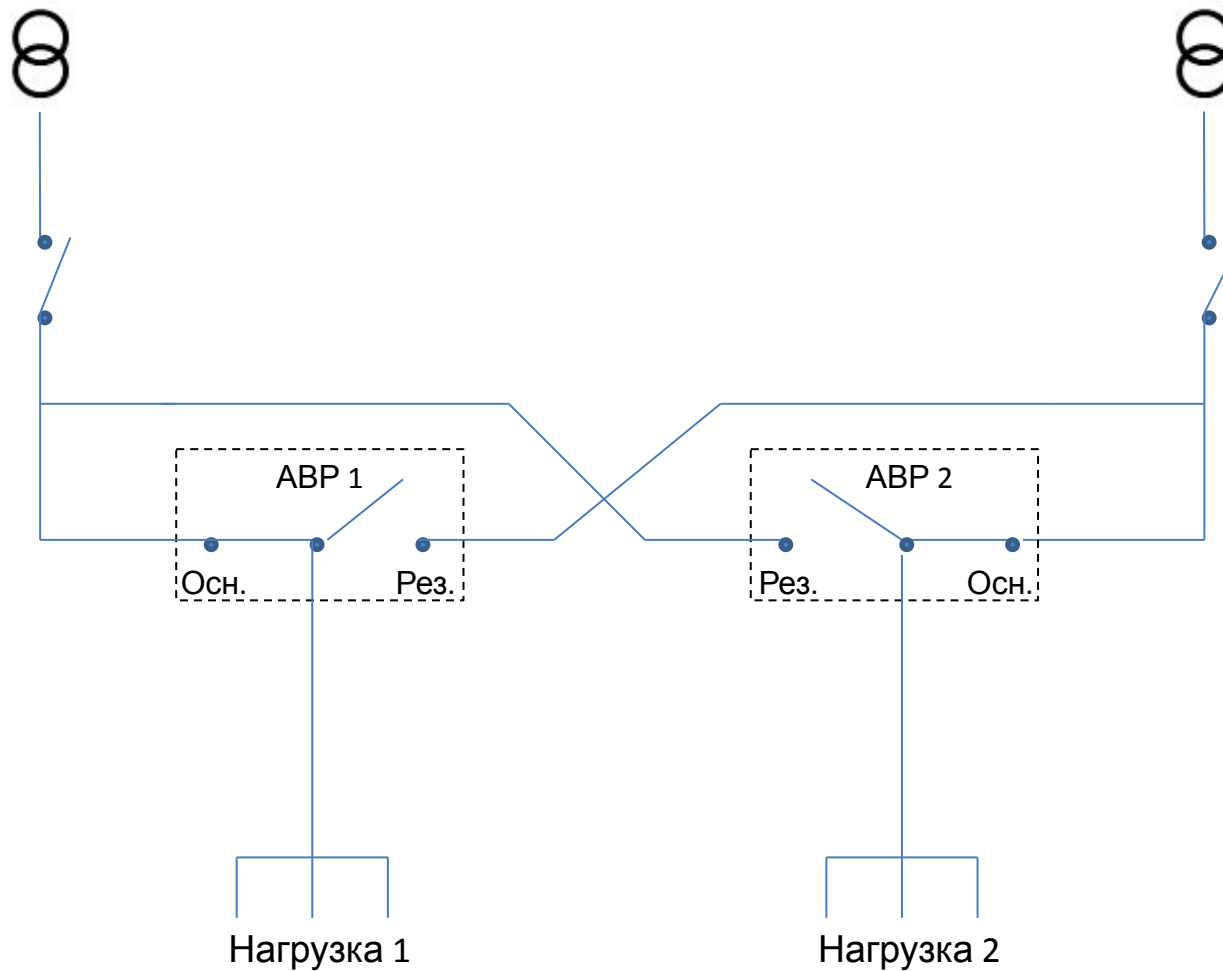 АВР 1
АВР 2
Осн.
Рез.
Рез.
Осн.
Нагрузка 1
Нагрузка 2